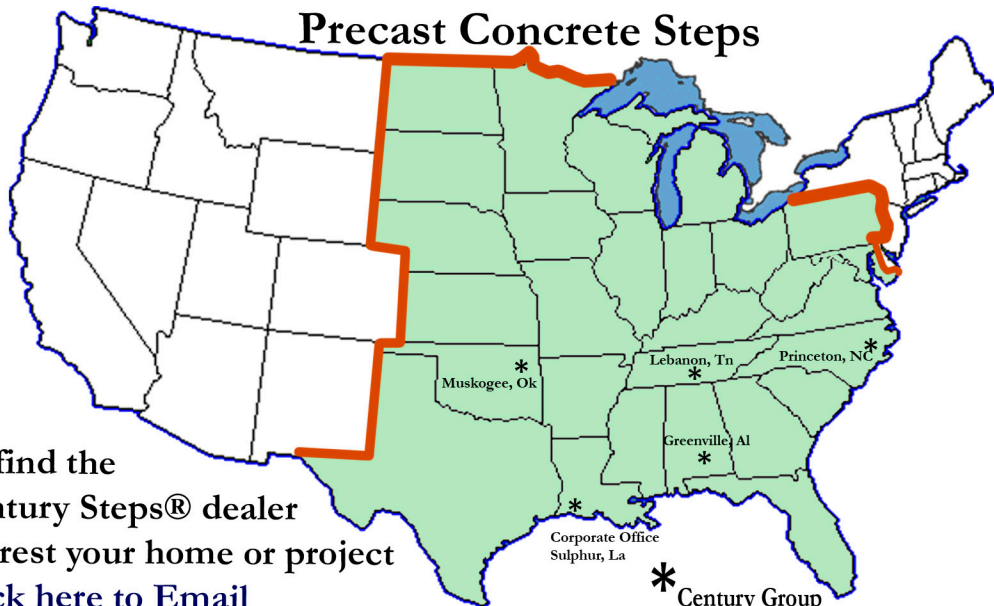 Precast Concrete Steps
Lebanon, Tn
Princeton, NC
Muskogee, Ok
Greenville, Al
find the
ntury Steps® dealer
rest your home or project
ck here to Email
Corporate Office
Sulphur, La
* Century Group